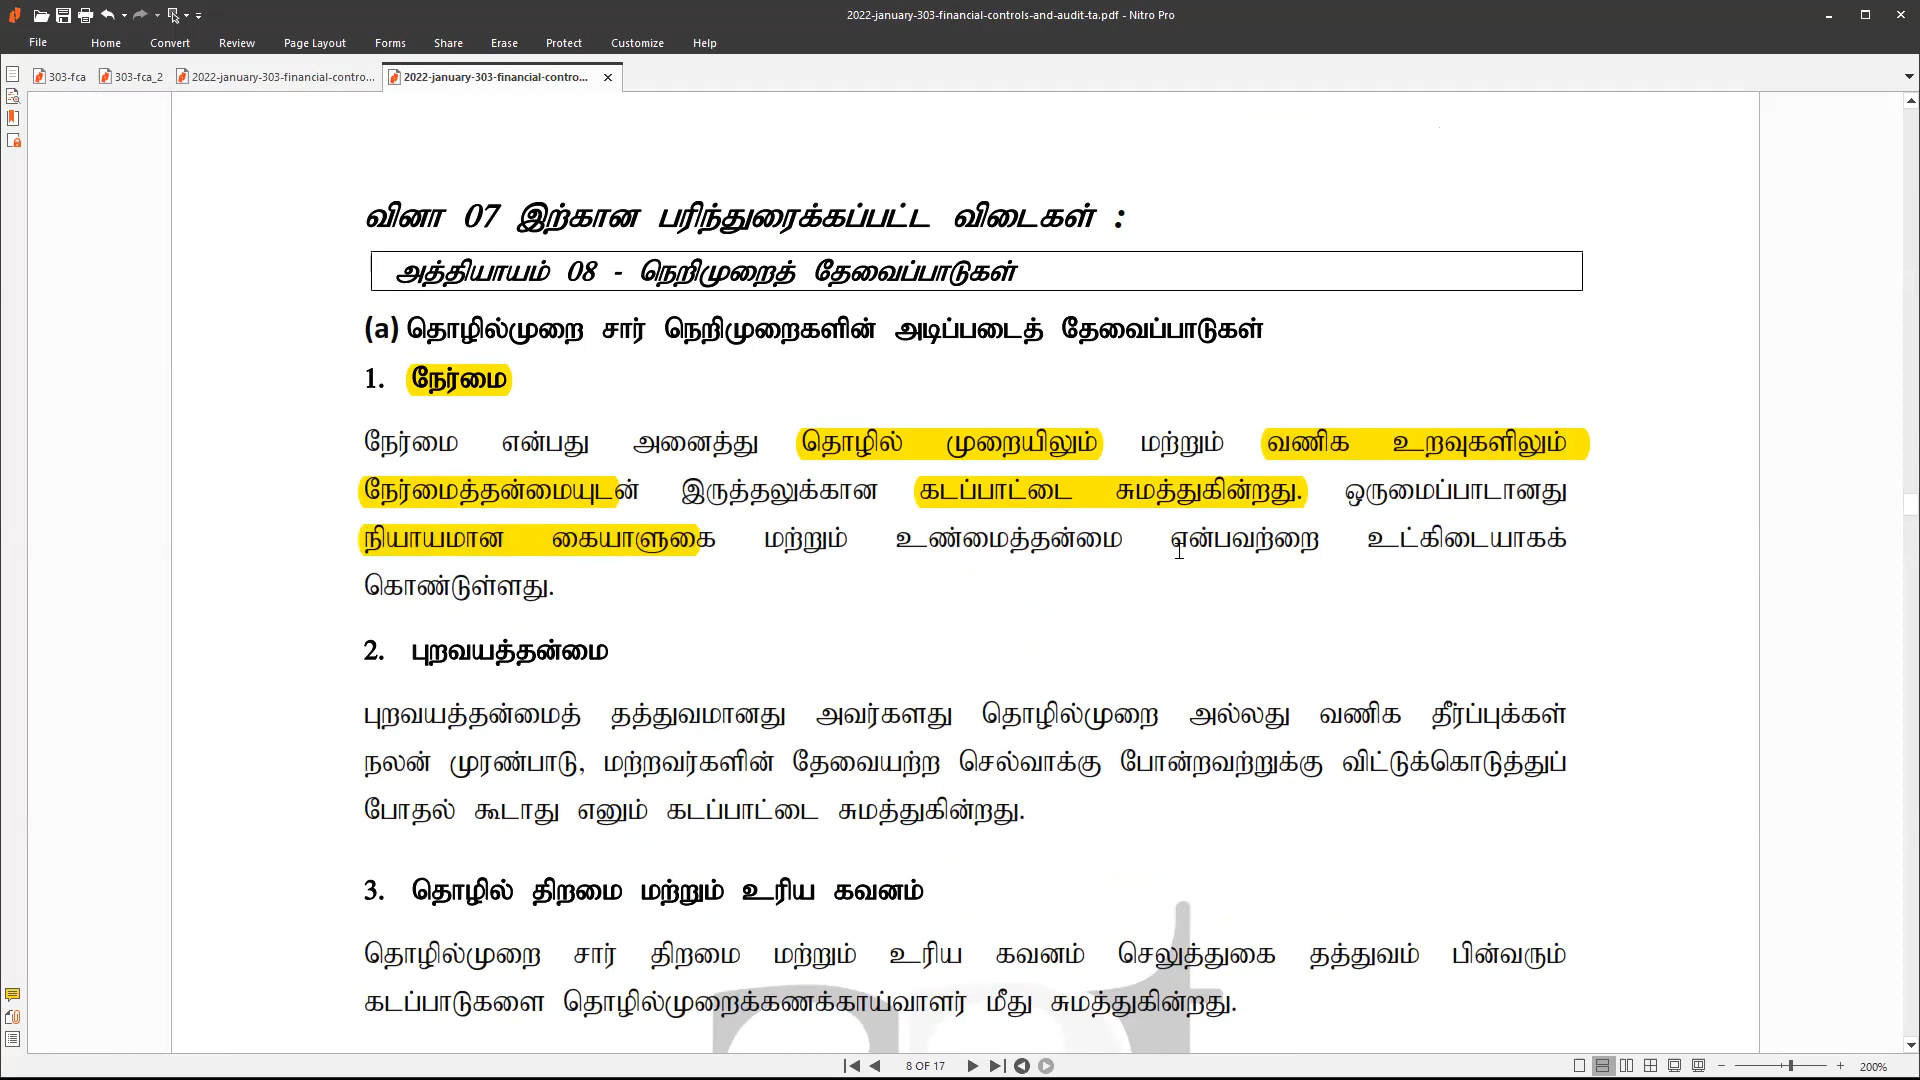 2022-january-303-financial-controls-and-audit-ta.pdf - Nitro Pro
File Home Convert Review Page Layout Forms Share Erase Protect Customize Help
303-fca 303-fca_2 2022-january-303-financial-contro... 2022-january-303-financial-contro...
வினா 07 இற்கான பரிந்துரைக்கப்பட்ட விடைகள் :
அத்தியாயம் 08 - நெறிமுறைத் தேவைப்பாடுகள்
(a) தொழில்முறை சார் நெறிமுறைகளின் அடிப்படைத் தேவைப்பாடுகள்
1. நேர்மை
நேர்மை என்பது அனைத்து தொழில் முறையிலும் மற்றும் வணிக உறவுகளிலும்
நேர்மைத்தன்மையுடன் இருத்தலுக்கான கடப்பாட்டை சுமத்துகின்றது. ஒருமைப்பாடானது
நியாயமான கையாளுகை மற்றும் உண்மைத்தன்மை என்பவற்றை உட்கிடையாகக்
கொண்டுள்ளது.
2. புறவயத்தன்மை
புறவயத்தன்மைத் தத்துவமானது அவர்களது தொழில்முறை அல்லது வணிக தீர்ப்புக்கள்
நலன் முரண்பாடு, மற்றவர்களின் தேவையற்ற செல்வாக்கு போன்றவற்றுக்கு விட்டுக்கொடுத்துப்
போதல் கூடாது எனும் கடப்பாட்டை சுமத்துகின்றது.
3. தொழில் திறமை மற்றும் உரிய கவனம்
தொழில்முறை சார் திறமை மற்றும் உரிய கவனம் செலுத்துகை தத்துவம் பின்வரும்
கடப்பாடுகளை தொழில்முறைக்கணக்காய்வாளர் மீது சுமத்துகின்றது.
8 OF 17
200%